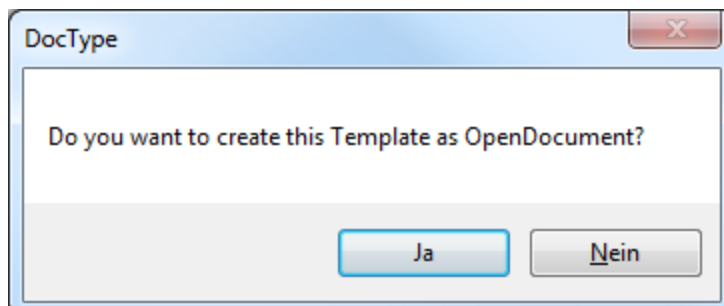 DocType
Do you want to create this Template as OpenDocument?
Ja
Nein